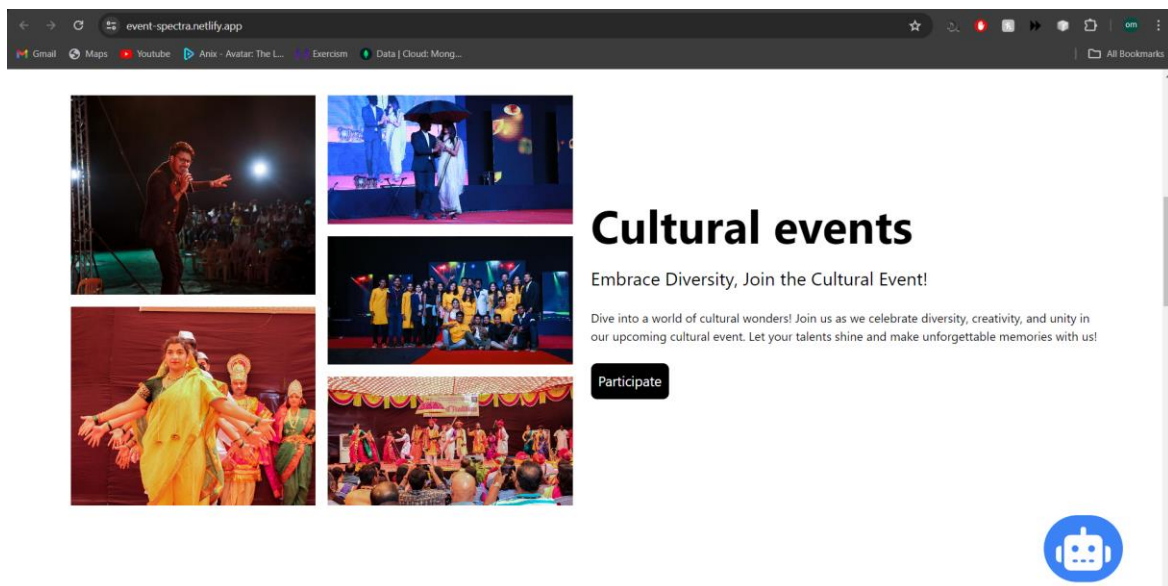 event-spectra.netlify.app
om
Gmail
Maps
Youtube
Anix - Avatar: The L...
Exercism
Data | Cloud: Mong...
All Bookmarks
Cultural events
Embrace Diversity, Join the Cultural Event!
Dive into a world of cultural wonders! Join us as we celebrate diversity, creativity, and unity in
our upcoming cultural event. Let your talents shine and make unforgettable memories with us!
Participate